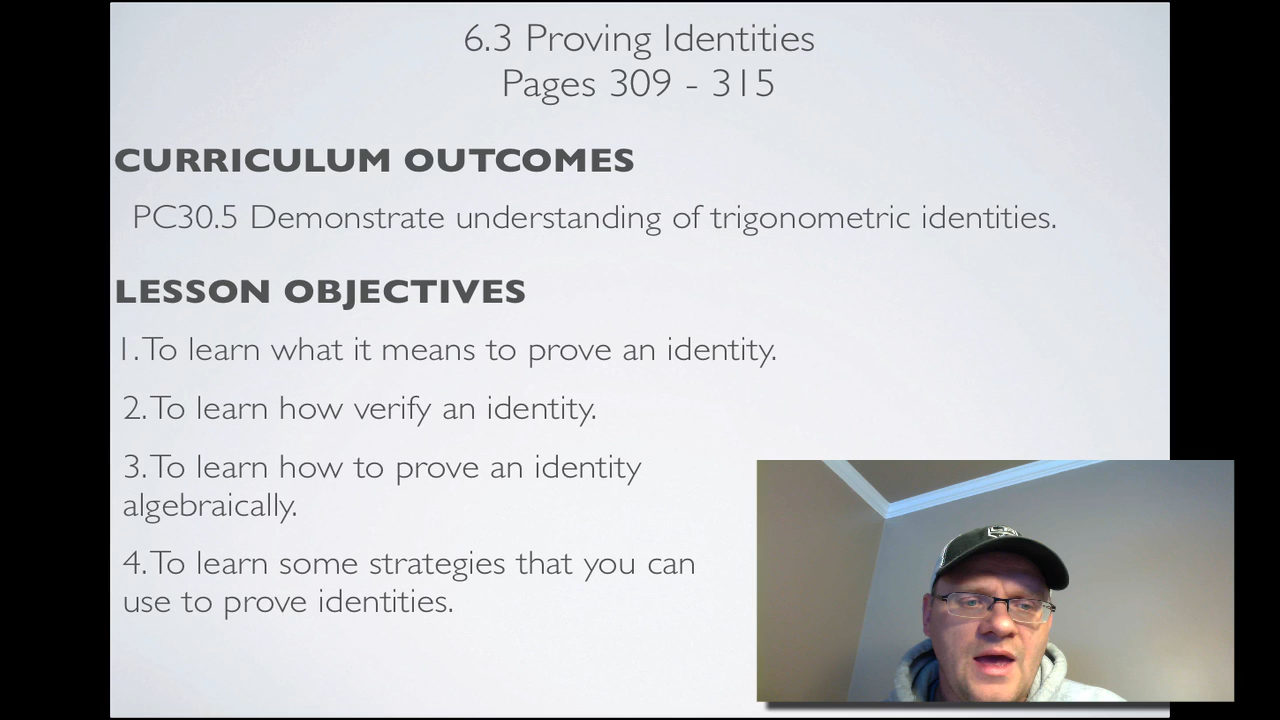 6.3 Proving Identities
Pages 309 - 315
CURRICULUM OUTCOMES
PC30.5 Demonstrate understanding of trigonometric identities.
LESSON OBJECTIVES
1. To learn what it means to prove an identity.
2. To learn how verify an identity.
3. To learn how to prove an identity
algebraically.
4. To learn some strategies that you can
use to prove identities.